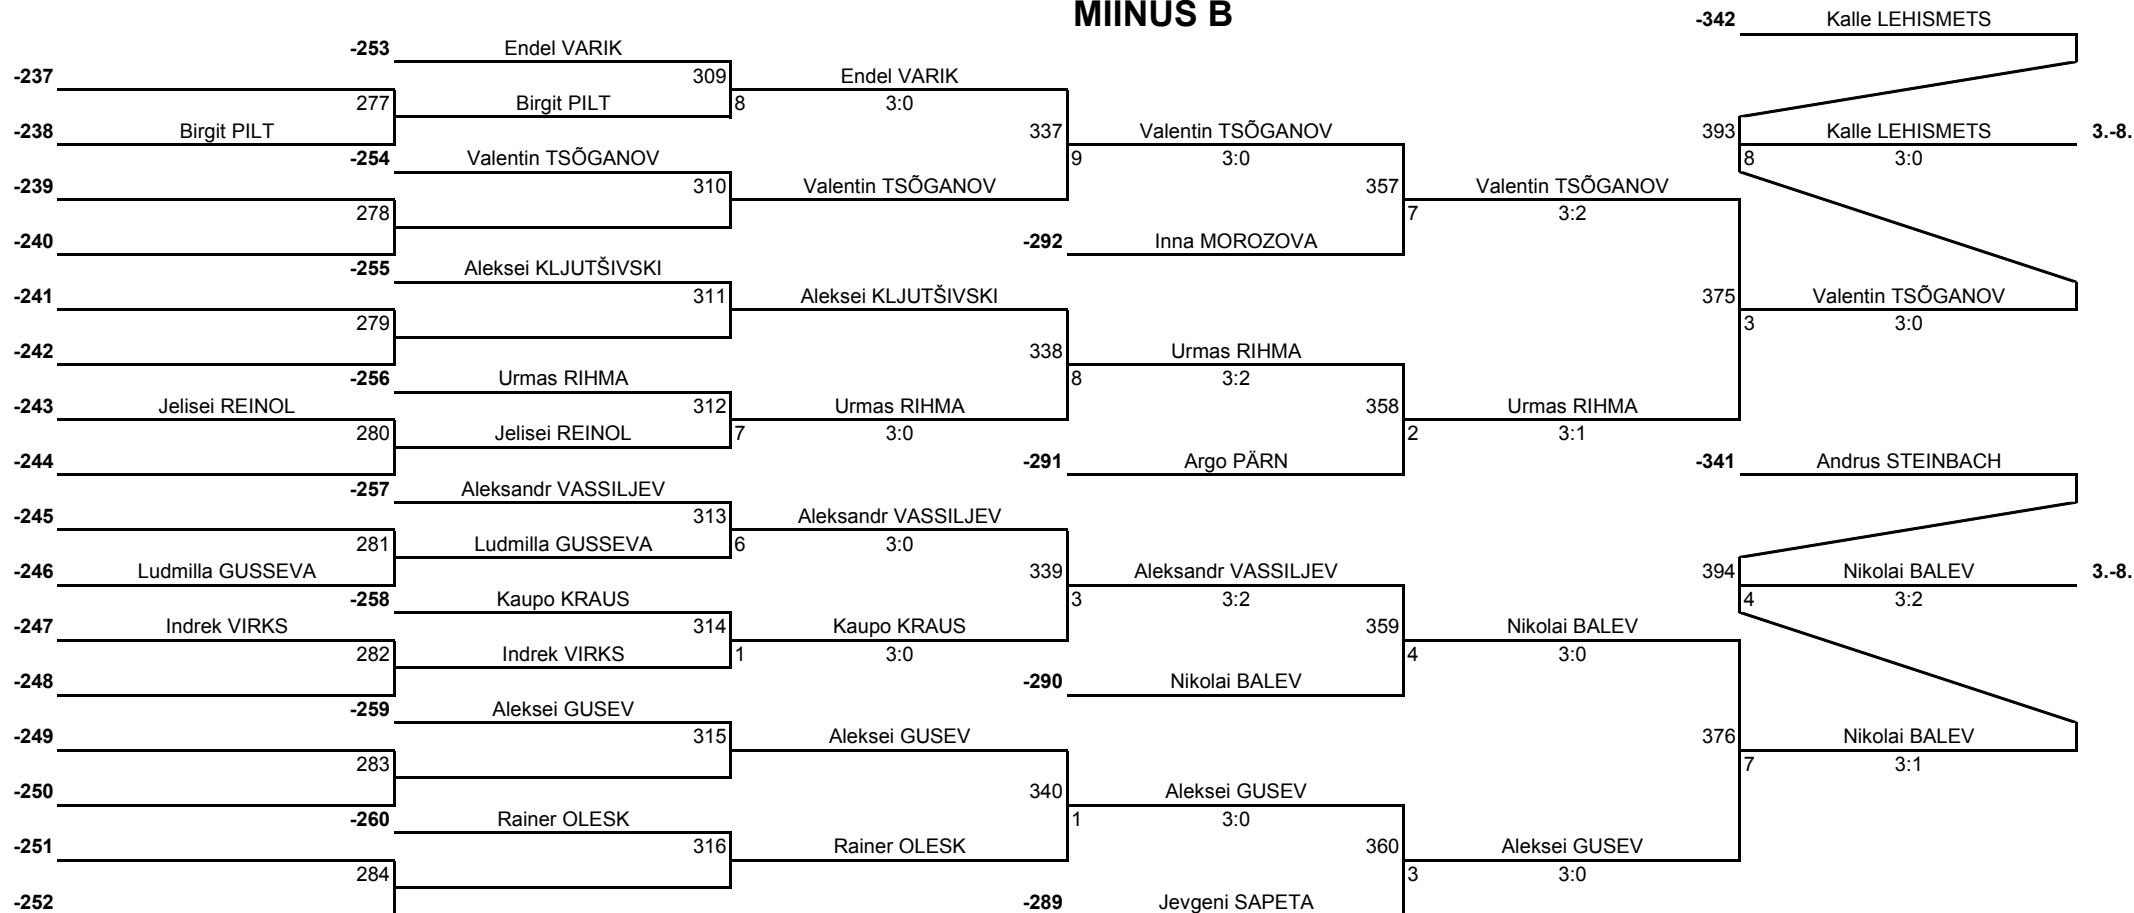 MIINUS B
-342 Kalle LEHISMETS
-253 Endel VARIK
-237 309 Endel VARIK
277 Birgit PILT 8 3:0
-238 Birgit PILT 337 Valentin TSÕGANOV 393 Kalle LEHISMETS 3.-8.
-254 Valentin TSÕGANOV 9 3:0 8 3:0
-239 310 Valentin TSÕGANOV 357 Valentin TSÕGANOV
278 7 3:2
-240 -292 Inna MOROZOVA
-255 Aleksei KLJUTŠIVSKI
-241 311 Aleksei KLJUTŠIVSKI 375 Valentin TSÕGANOV
279 3 3:0
-242 338 Urmas RIHMA
-256 Urmas RIHMA 8 3:2
-243 Jelisei REINOL 312 Urmas RIHMA 358 Urmas RIHMA
280 Jelisei REINOL 7 3:0 2 3:1
-244 -291 Argo PÄRN -341 Andrus STEINBACH
-257 Aleksandr VASSILJEV
-245 313 Aleksandr VASSILJEV
281 Ludmilla GUSSEVA 6 3:0
-246 Ludmilla GUSSEVA 339 Aleksandr VASSILJEV 394 Nikolai BALEV 3.-8.
-258 Kaupo KRAUS 3 3:2 4 3:2
-247 Indrek VIRKS 314 Kaupo KRAUS 359 Nikolai BALEV
282 Indrek VIRKS 1 3:0 4 3:0
-248 -290 Nikolai BALEV
-259 Aleksei GUSEV
-249 315 Aleksei GUSEV 376 Nikolai BALEV
283 7 3:1
-250 340 Aleksei GUSEV
-260 Rainer OLESK 1 3:0
-251 316 Rainer OLESK 360 Aleksei GUSEV
284 3 3:0
-252 -289 Jevgeni SAPETA